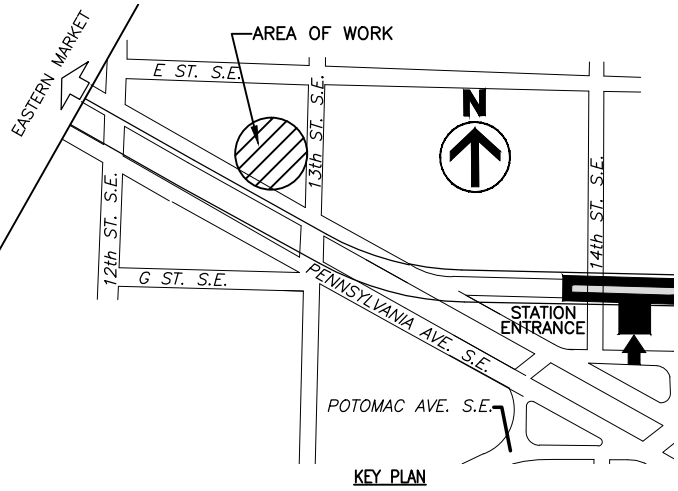 AREA OF WORK
EASTERN MARKET
E ST. S.E.
13th ST. S.E.
N
12th ST. S.E.
14th ST. S.E.
G ST. S.E.
PENNSYLVANIA AVE. S.E.
STATION
ENTRANCE
POTOMAC AVE. S.E.
KEY PLAN